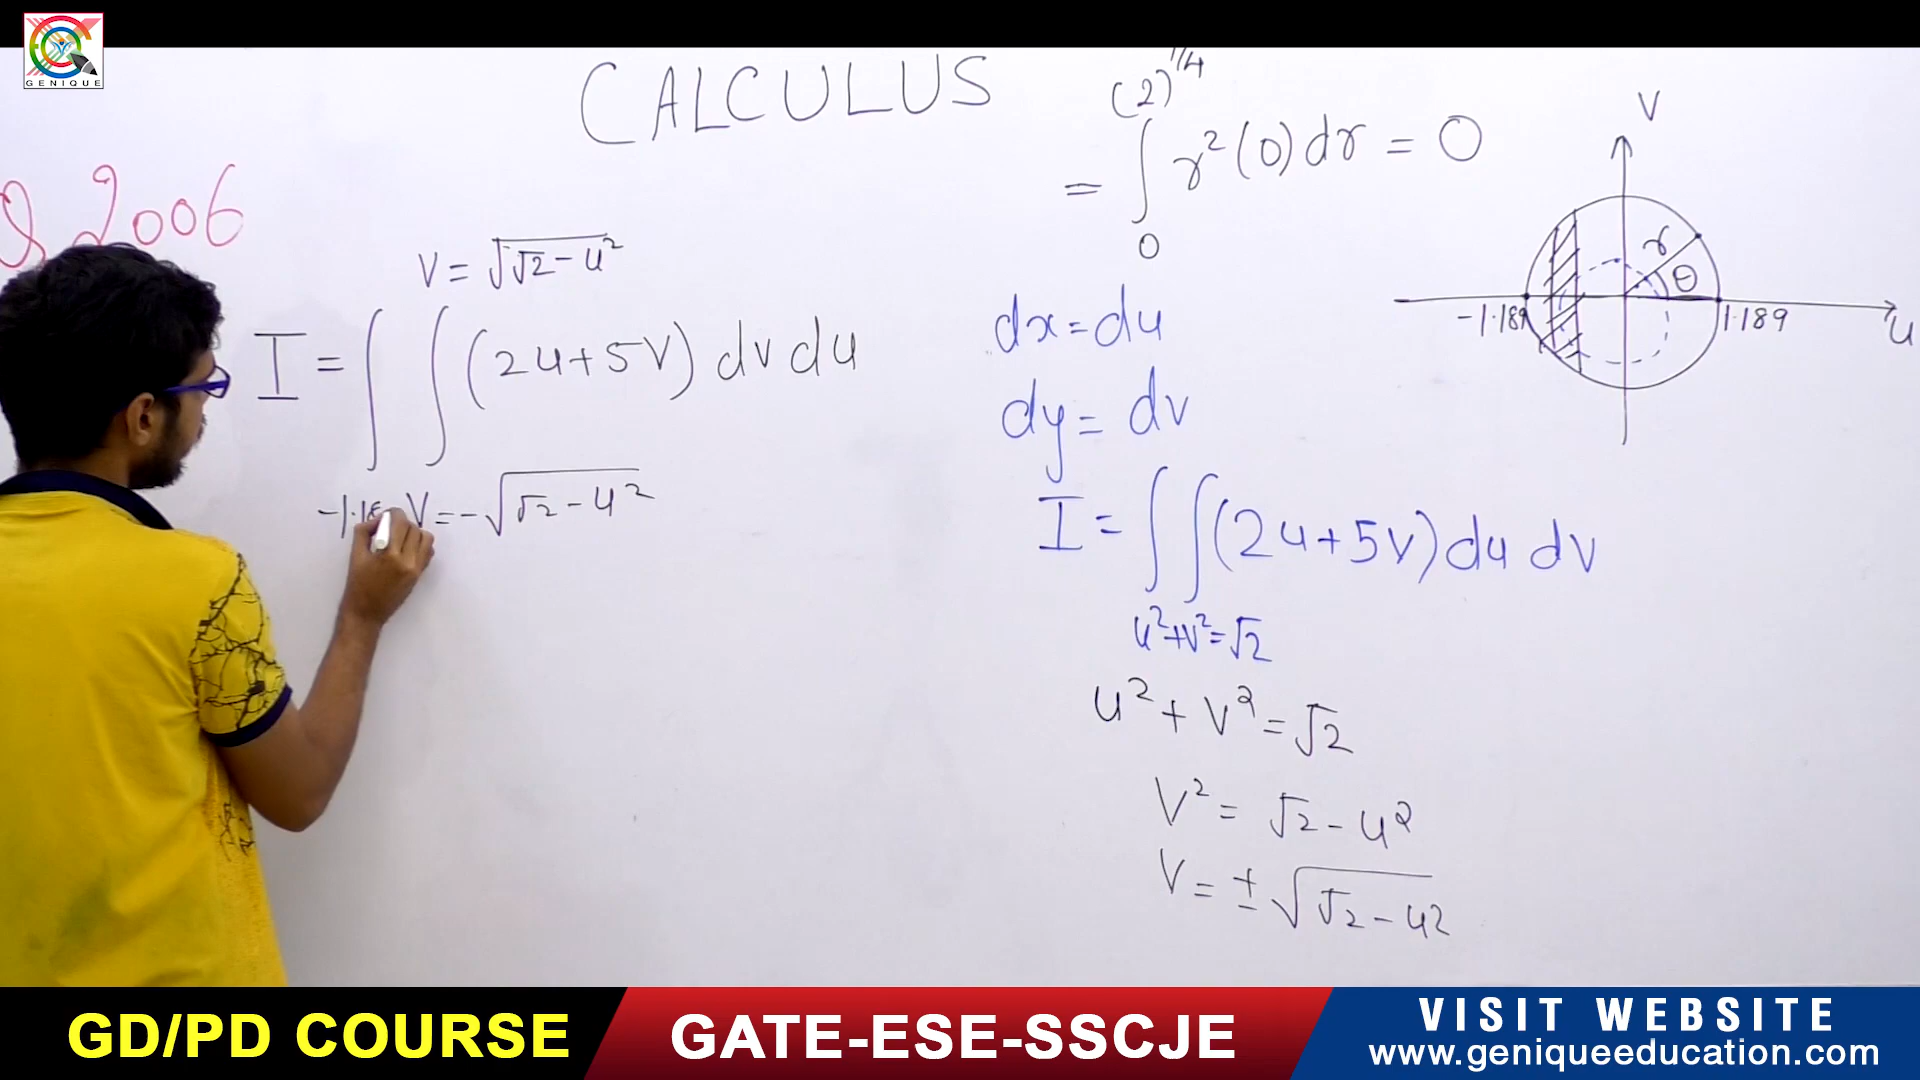 GENIQUE
CALCULUS
2006
V = √(√2 - u²)
I = ∫ ∫ (2u + 5V) dv du
-1.18 V = -√(√2 - u²)
(2)^1/4
= ∫ r² (0) dr = 0
0
dx = du
dy = dv
I = ∫∫ (2u + 5V) du dv
u² + v² = √2
u² + v² = √2
V² = √2 - u²
V = ± √(√2 - u²)
V
r
θ
-1.189
1.189
u
GD/PD COURSE
GATE-ESE-SSCJE
VISIT WEBSITE
www.geniqueeducation.com